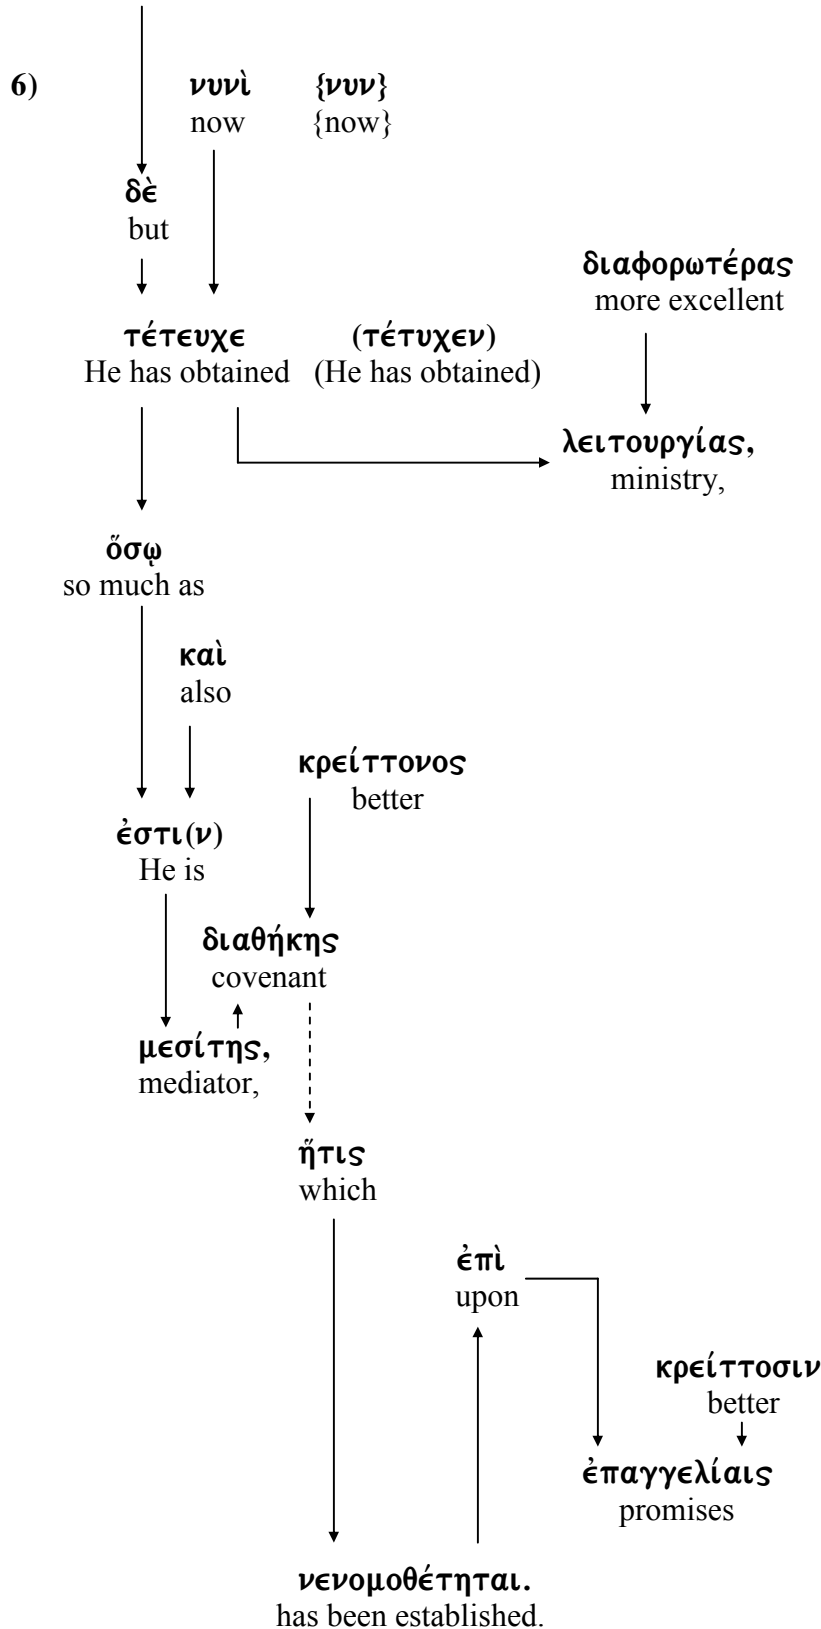 6) νυνὶ {νυν}
now {now}
δὲ
but
διαφορωτέρας
more excellent
τέτευχε (τέτυχεν)
He has obtained (He has obtained)
λειτουργίας,
ministry,
ὅσῳ
so much as
καὶ
also
κρείττονος
better
ἐστι(ν)
He is
διαθήκης
covenant
μεσίτης,
mediator,
ἥτις
which
ἐπὶ
upon
κρείττοσιν
better
ἐπαγγελίαις
promises
νενομοθέτηται.
has been established.